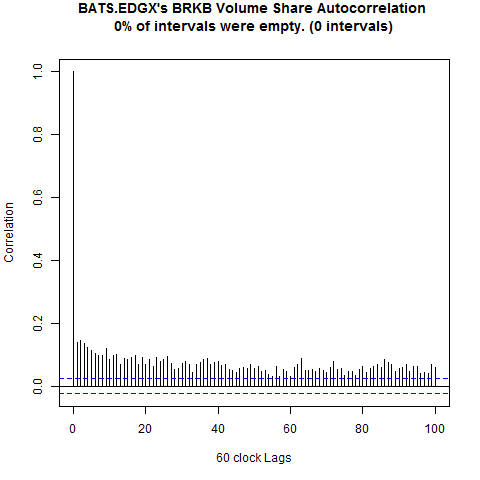 BATS.EDGX's BRKB Volume Share Autocorrelation
0% of intervals were empty. (0 intervals)
Correlation
1.0
0.8
0.6
0.4
0.2
0.0
0 20 40 60 80 100
60 clock Lags